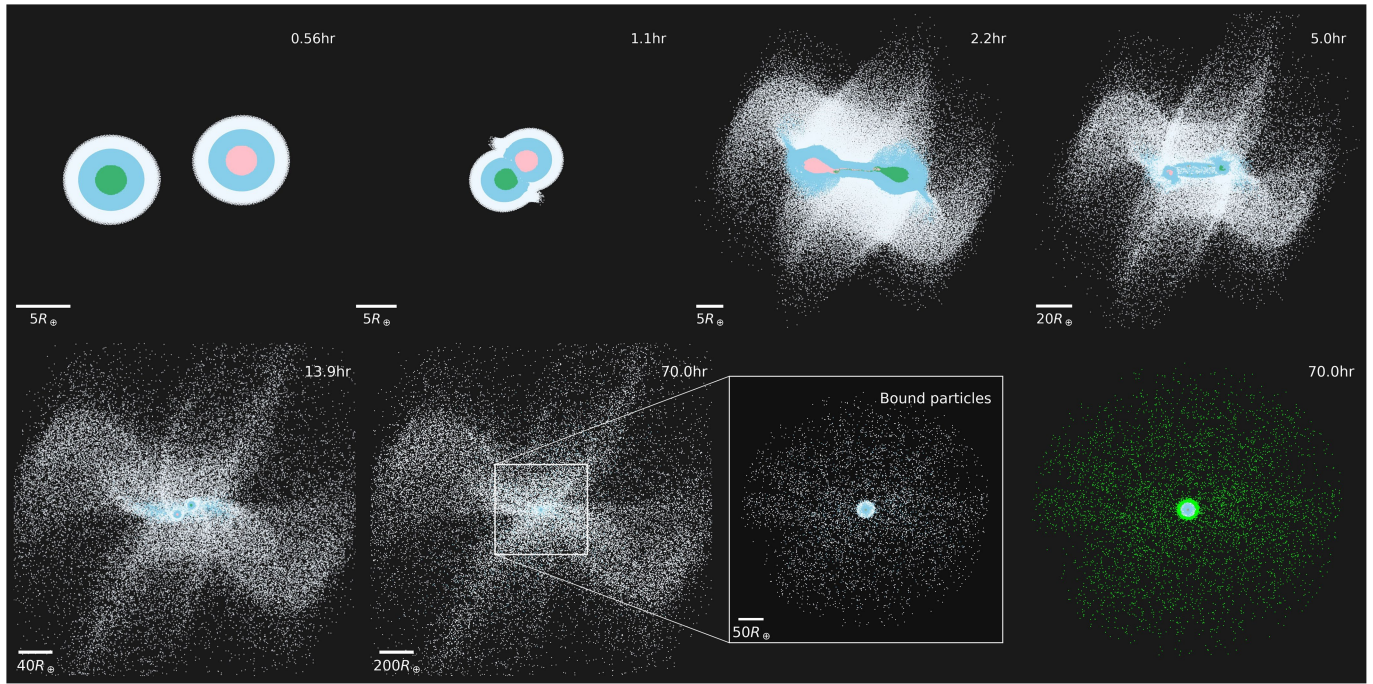 0.56hr
1.1hr
2.2hr
5.0hr
5R⊕
5R⊕
5R⊕
20R⊕
13.9hr
70.0hr
Bound particles
70.0hr
40R⊕
200R⊕
50R⊕